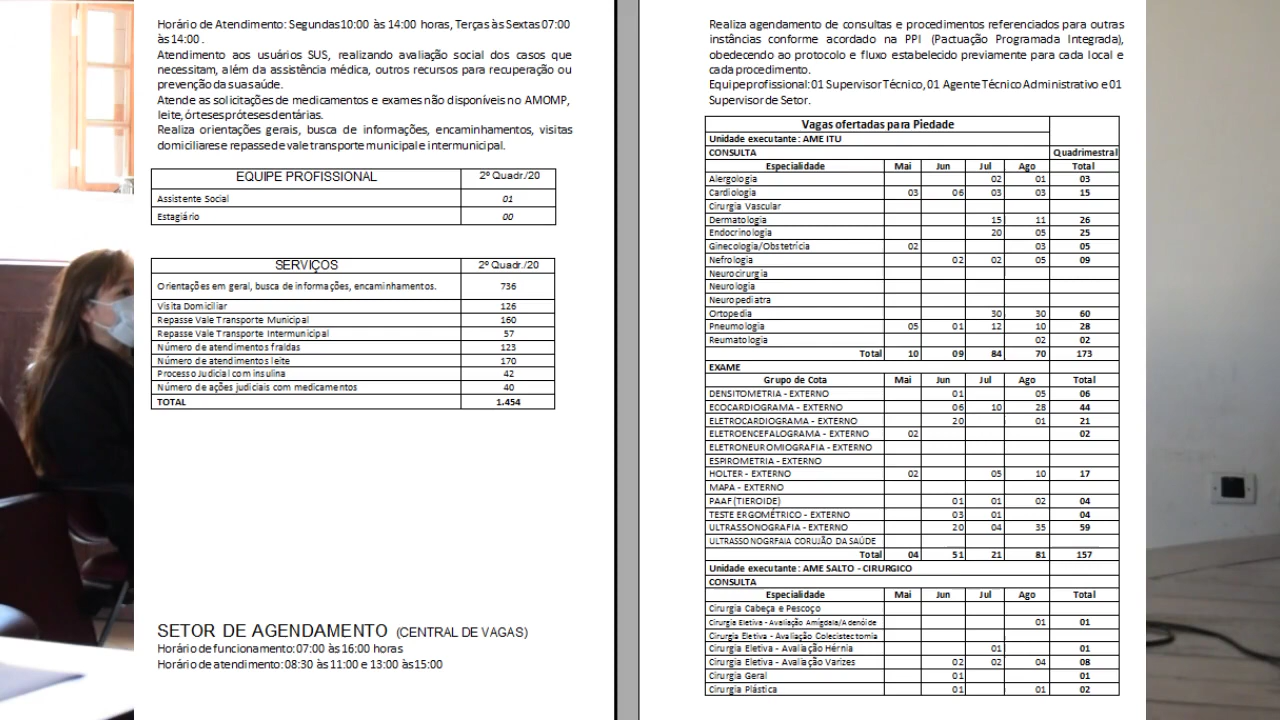 Horário de Atendimento: Segundas 10:00 às 14:00 horas, Terças às Sextas 07:00
às 14:00 .
Atendimento aos usuários SUS, realizando avaliação social dos casos que
necessitam, além da assistência médica, outros recursos para recuperação ou
prevenção da sua saúde.
Atende as solicitações de medicamentos e exames não disponíveis no AMOMP,
leite, órteses próteses dentárias.
Realiza orientações gerais, busca de informações, encaminhamentos, visitas
domiciliares e repasse de vale transporte municipal e intermunicipal.
EQUIPE PROFISSIONAL 2º Quadr./20
Assistente Social 01
Estagiário 00
SERVIÇOS 2º Quadr./20
Orientações em geral, busca de informações, encaminhamentos. 736
Visita Domiciliar 126
Repasse Vale Transporte Municipal 160
Repasse Vale Transporte Intermunicipal 57
Número de atendimentos fraldas 123
Número de atendimentos leite 170
Processo Judicial com insulina 42
Número de ações judiciais com medicamentos 40
TOTAL 1.454
SETOR DE AGENDAMENTO (CENTRAL DE VAGAS)
Horário de funcionamento: 07:00 às 16:00 horas
Horário de atendimento: 08:30 às 11:00 e 13:00 às 15:00
Realiza agendamento de consultas e procedimentos referenciados para outras
instâncias conforme acordado na PPI (Pactuação Programada Integrada),
obedecendo ao protocolo e fluxo estabelecido previamente para cada local e
cada procedimento.
Equipe profissional: 01 Supervisor Técnico, 01 Agente Técnico Administrativo e 01
Supervisor de Setor.
Vagas ofertadas para Piedade
Unidade executante: AME ITU
CONSULTA Quadrimestral
Especialidade Mai Jun Jul Ago Total
Alergologia 02 01 03
Cardiologia 03 06 03 03 15
Cirurgia Vascular
Dermatologia 15 11 26
Endocrinologia 20 05 25
Ginecologia/Obstetrícia 02 03 05
Nefrologia 02 02 05 09
Neurocirurgia
Neurologia
Neuropediatra
Ortopedia 30 30 60
Pneumologia 05 01 12 10 28
Reumatologia 02 02
Total 10 09 84 70 173
EXAME
Grupo de Cota Mai Jun Jul Ago Total
DENSITOMETRIA - EXTERNO 01 05 06
ECOCARDIOGRAMA - EXTERNO 06 10 28 44
ELETROCARDIOGRAMA - EXTERNO 20 01 21
ELETROENCEFALOGRAMA - EXTERNO 02 02
ELETRONEUROMIOGRAFIA - EXTERNO
ESPIROMETRIA - EXTERNO
HOLTER - EXTERNO 02 05 10 17
MAPA - EXTERNO
PAAF (TIEROIDE) 01 01 02 04
TESTE ERGOMÉTRICO - EXTERNO 03 01 04
ULTRASSONOGRAFIA - EXTERNO 20 04 35 59
ULTRASSONOGRFAIA CORUJÃO DA SAÚDE
Total 04 51 21 81 157
Unidade executante: AME SALTO - CIRURGICO
CONSULTA
Especialidade Mai Jun Jul Ago Total
Cirurgia Cabeça e Pescoço
Cirurgia Eletiva - Avaliação Amígdala/Adenóide 01 01
Cirurgia Eletiva - Avaliação Colecistectomia
Cirurgia Eletiva - Avaliação Hérnia 01 01
Cirurgia Eletiva - Avaliação Varizes 02 02 04 08
Cirurgia Geral 01 01
Cirurgia Plástica 01 01 02